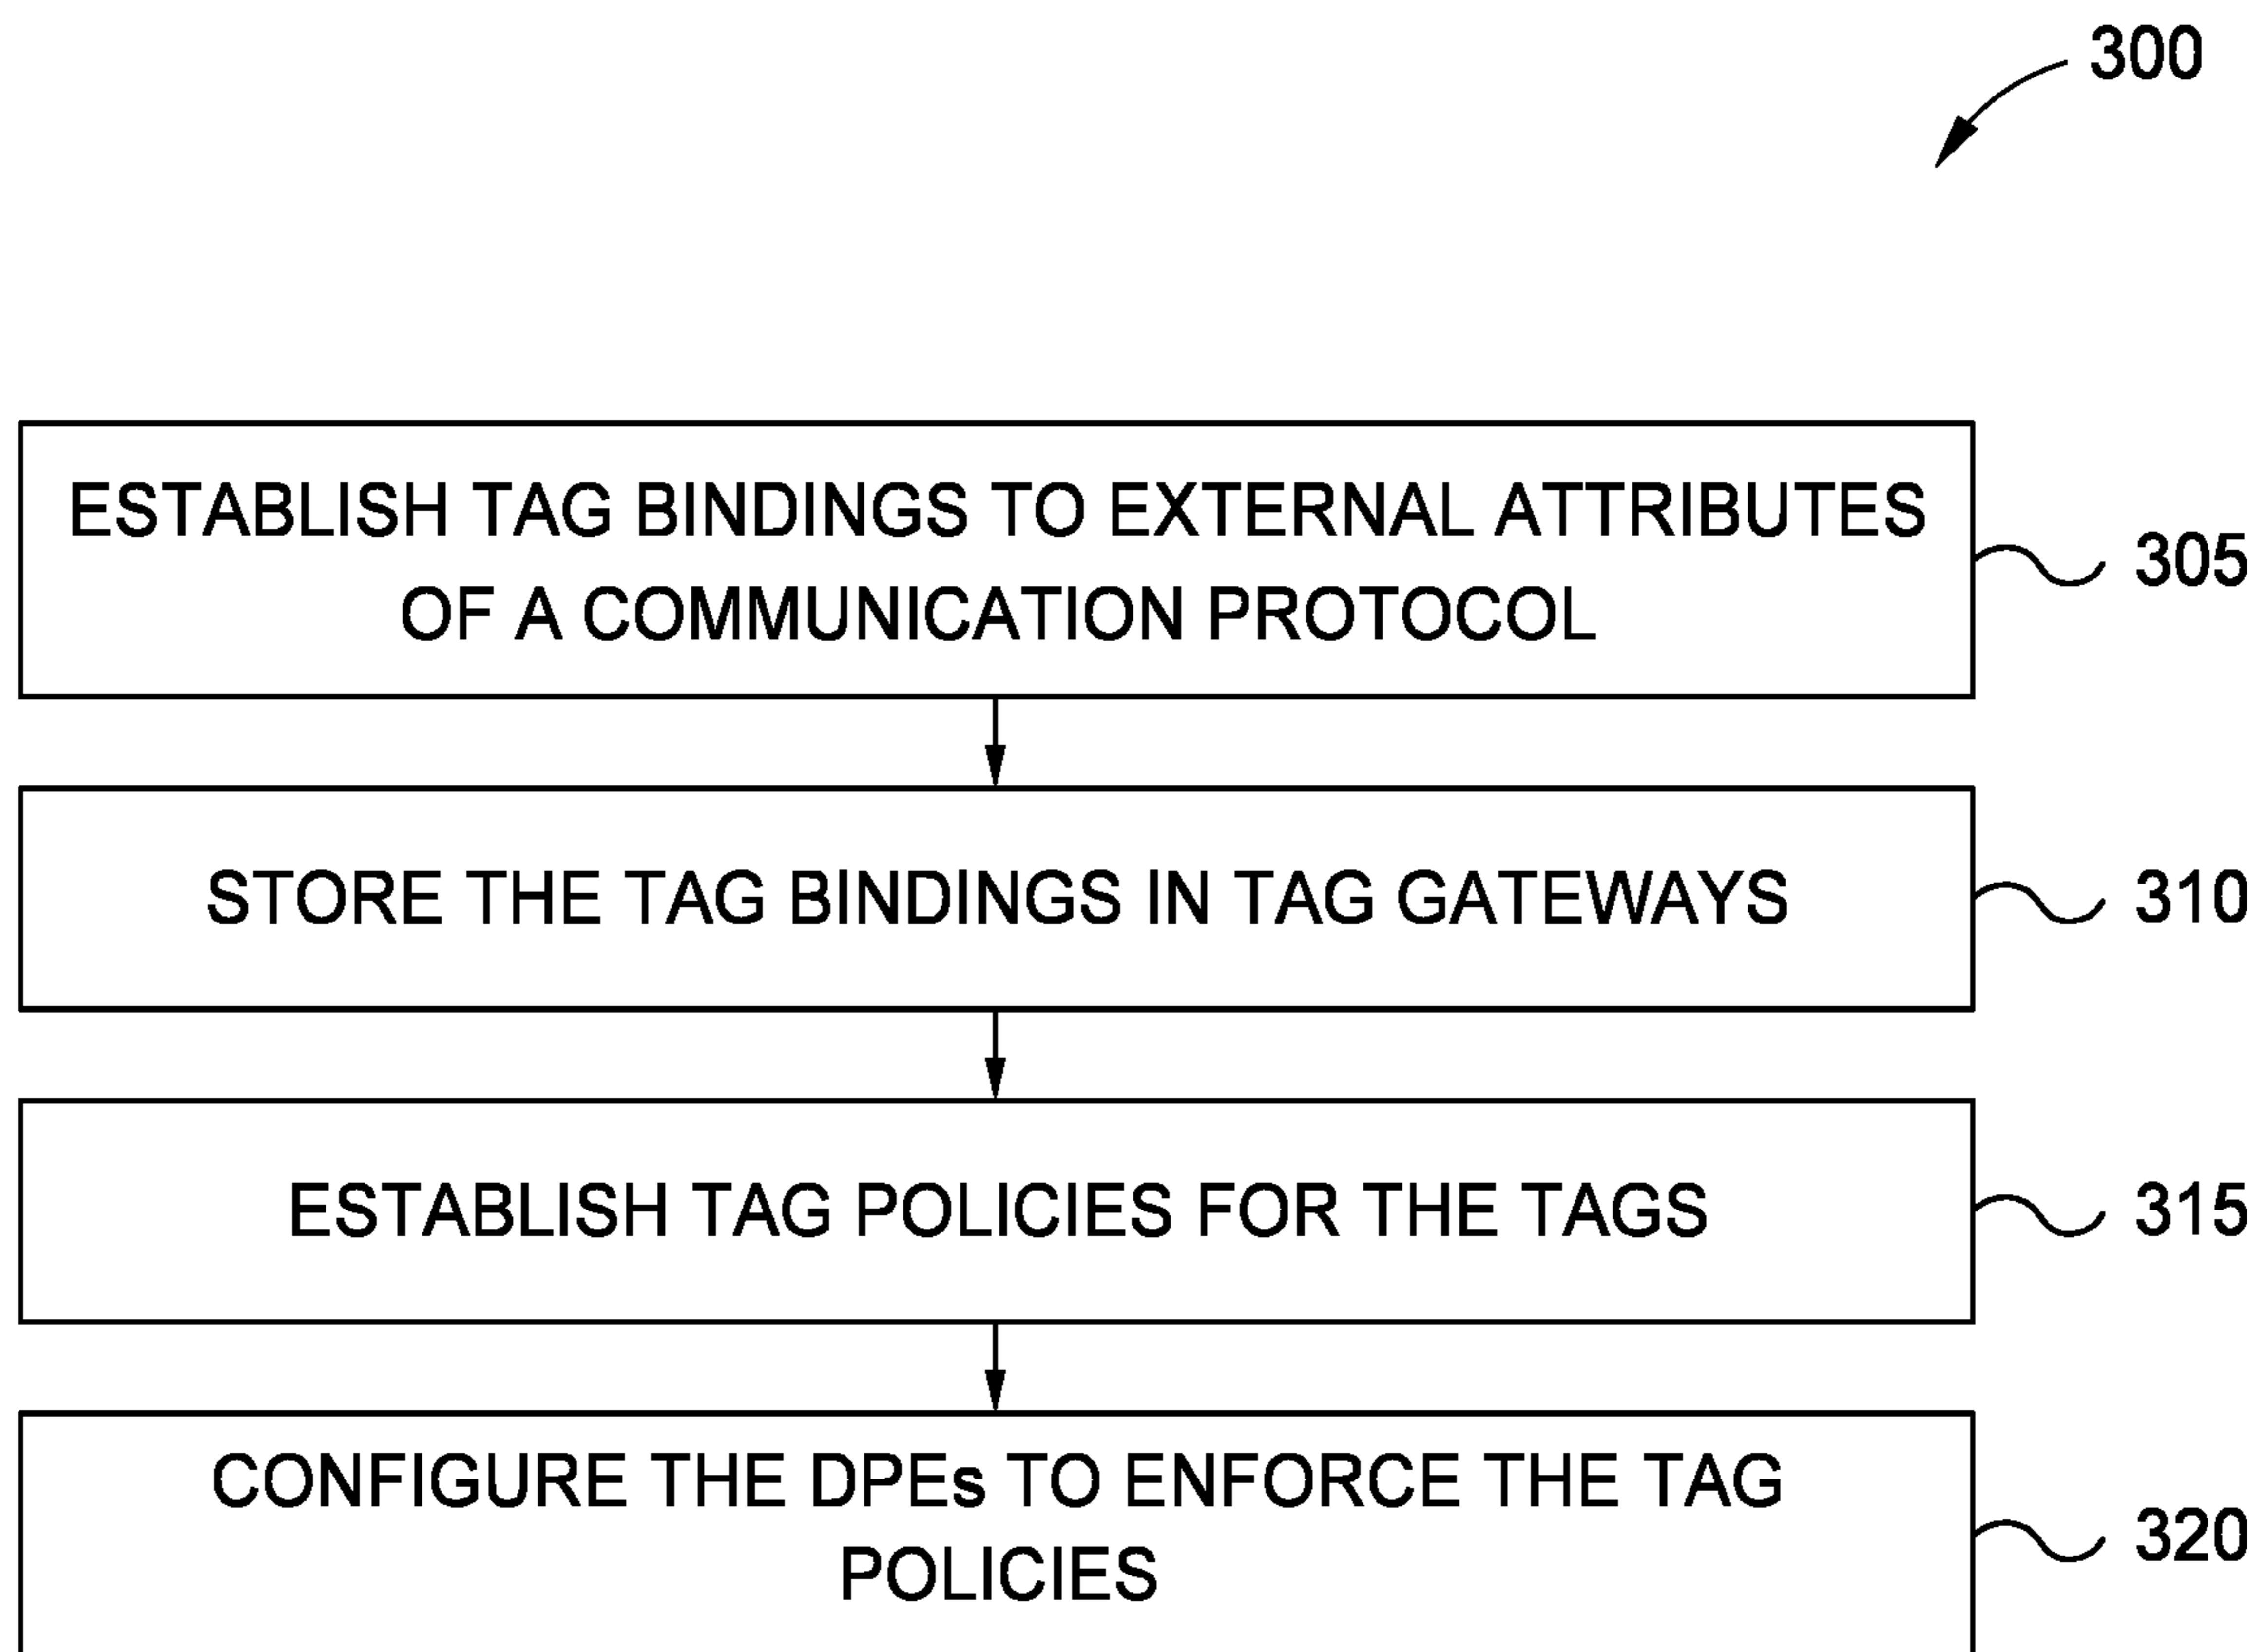 300
ESTABLISH TAG BINDINGS TO EXTERNAL ATTRIBUTES
OF A COMMUNICATION PROTOCOL
305
STORE THE TAG BINDINGS IN TAG GATEWAYS
310
ESTABLISH TAG POLICIES FOR THE TAGS
315
CONFIGURE THE DPEs TO ENFORCE THE TAG
POLICIES
320